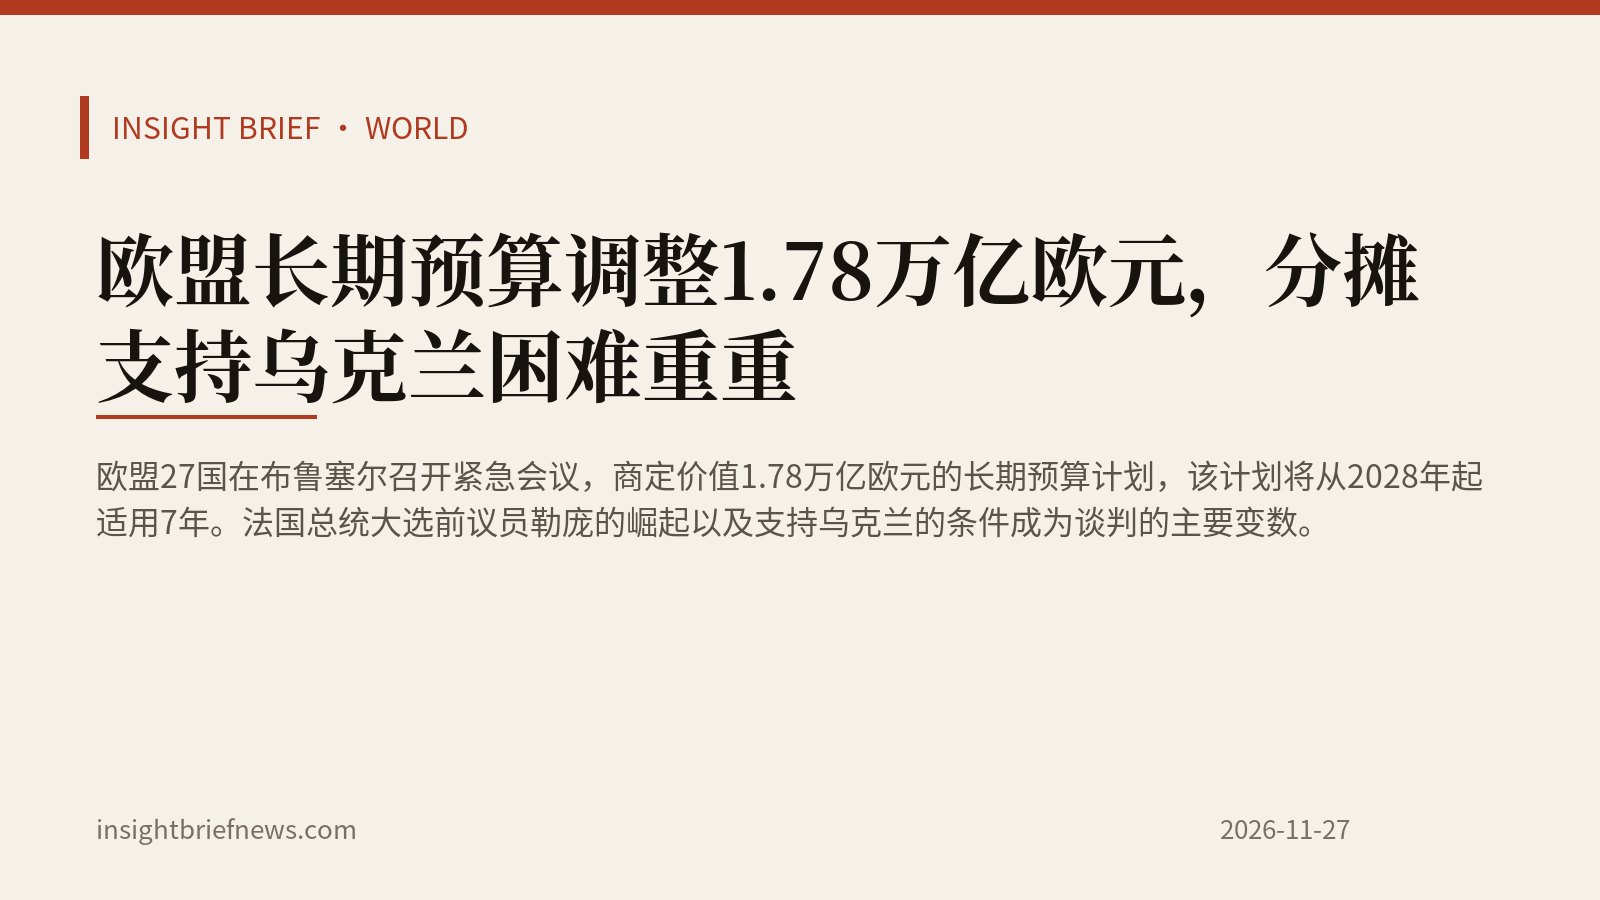 INSIGHT BRIEF · WORLD
欧盟长期预算调整1.78万亿欧元，分摊
支持乌克兰困难重重
欧盟27国在布鲁塞尔召开紧急会议，商定价值1.78万亿欧元的长期预算计划，该计划将从2028年起
适用7年。法国总统大选前议员勒庞的崛起以及支持乌克兰的条件成为谈判的主要变数。
insightbriefnews.com
2026-11-27